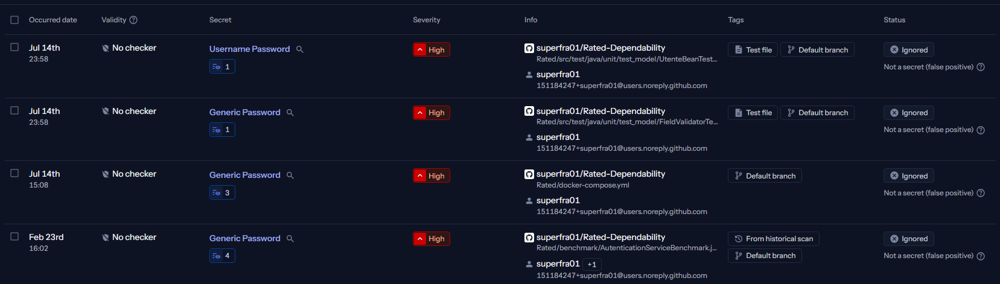 Occurred date Validity Secret Severity Info Tags Status
Jul 14th No checker Username Password High superfra01/Rated-Dependability Test file Default branch Ignored
23:58 1 Rated/src/test/java/unit/test_model/UtenteBeanTest... Not a secret (false positive)
superfra01
151184247+superfra01@users.noreply.github.com
Jul 14th No checker Generic Password High superfra01/Rated-Dependability Test file Default branch Ignored
23:58 1 Rated/src/test/java/unit/test_model/FieldValidatorTe... Not a secret (false positive)
superfra01
151184247+superfra01@users.noreply.github.com
Jul 14th No checker Generic Password High superfra01/Rated-Dependability Default branch Ignored
15:08 3 Rated/docker-compose.yml Not a secret (false positive)
superfra01
151184247+superfra01@users.noreply.github.com
Feb 23rd No checker Generic Password High superfra01/Rated-Dependability From historical scan Ignored
16:02 4 Rated/benchmark/AutenticationServiceBenchmark.j... Default branch Not a secret (false positive)
superfra01 +1
151184247+superfra01@users.noreply.github.com